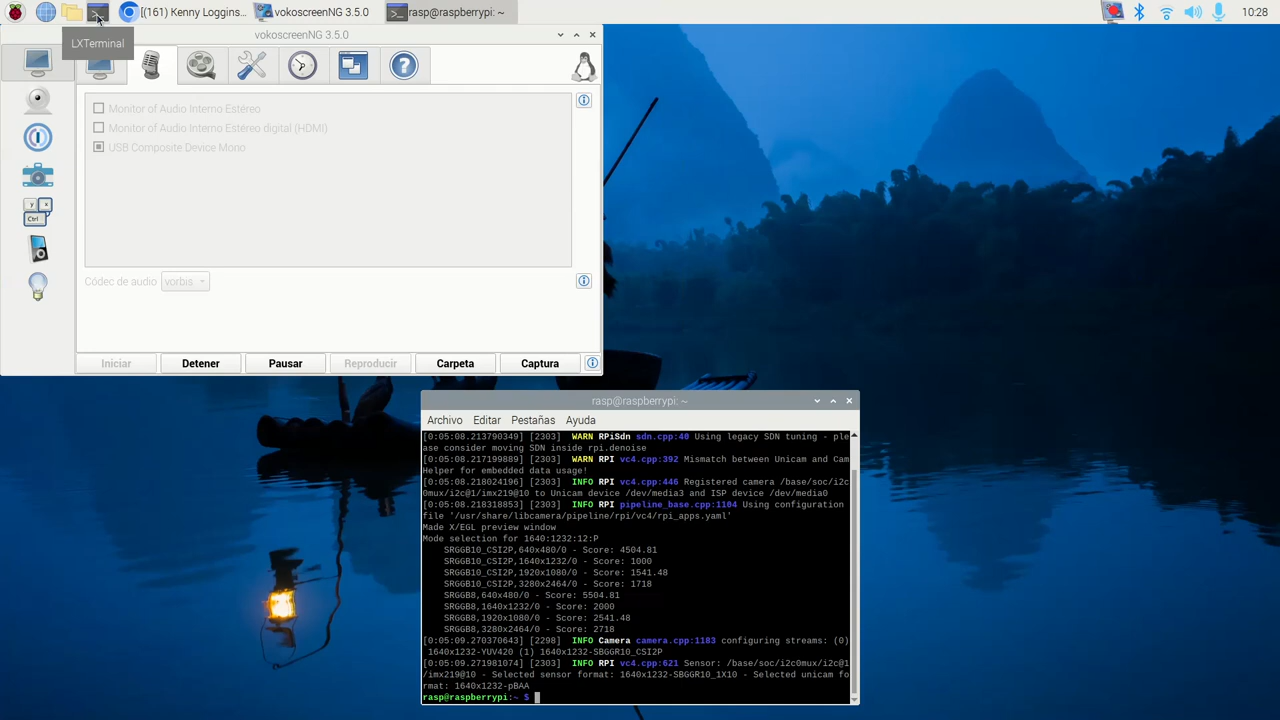 [(161) Kenny Loggins... vokoscreenNG 3.5.0 rasp@raspberrypi: ~ 10:28
LXTerminal
vokoscreenNG 3.5.0
Monitor of Audio Interno Estéreo
Monitor of Audio Interno Estéreo digital (HDMI)
USB Composite Device Mono
y x
Ctrl
Códec de audio vorbis
Iniciar Detener Pausar Reproducir Carpeta Captura
rasp@raspberrypi: ~
Archivo Editar Pestañas Ayuda
[0:05:08.213790349] [2303] WARN RPiSdn sdn.cpp:40 Using legacy SDN tuning - ple
ase consider moving SDN inside rpi.denoise
[0:05:08.217199889] [2303] WARN RPI vc4.cpp:392 Mismatch between Unicam and Cam
Helper for embedded data usage!
[0:05:08.218024196] [2303] INFO RPI vc4.cpp:446 Registered camera /base/soc/i2c
0mux/i2c@1/imx219@10 to Unicam device /dev/media3 and ISP device /dev/media0
[0:05:08.218318853] [2303] INFO RPI pipeline_base.cpp:1104 Using configuration
file '/usr/share/libcamera/pipeline/rpi/vc4/rpi_apps.yaml'
Made X/EGL preview window
Mode selection for 1640:1232:12:P
SRGGB10_CSI2P,640x480/0 - Score: 4504.81
SRGGB10_CSI2P,1640x1232/0 - Score: 1000
SRGGB10_CSI2P,1920x1080/0 - Score: 1541.48
SRGGB10_CSI2P,3280x2464/0 - Score: 1718
SRGGB8,640x480/0 - Score: 5504.81
SRGGB8,1640x1232/0 - Score: 2000
SRGGB8,1920x1080/0 - Score: 2541.48
SRGGB8,3280x2464/0 - Score: 2718
[0:05:09.270370643] [2298] INFO Camera camera.cpp:1183 configuring streams: (0)
1640x1232-YUV420 (1) 1640x1232-SBGGR10_CSI2P
[0:05:09.271981074] [2303] INFO RPI vc4.cpp:621 Sensor: /base/soc/i2c0mux/i2c@1
/imx219@10 - Selected sensor format: 1640x1232-SBGGR10_1X10 - Selected unicam fo
rmat: 1640x1232-pBAA
rasp@raspberrypi:~ $